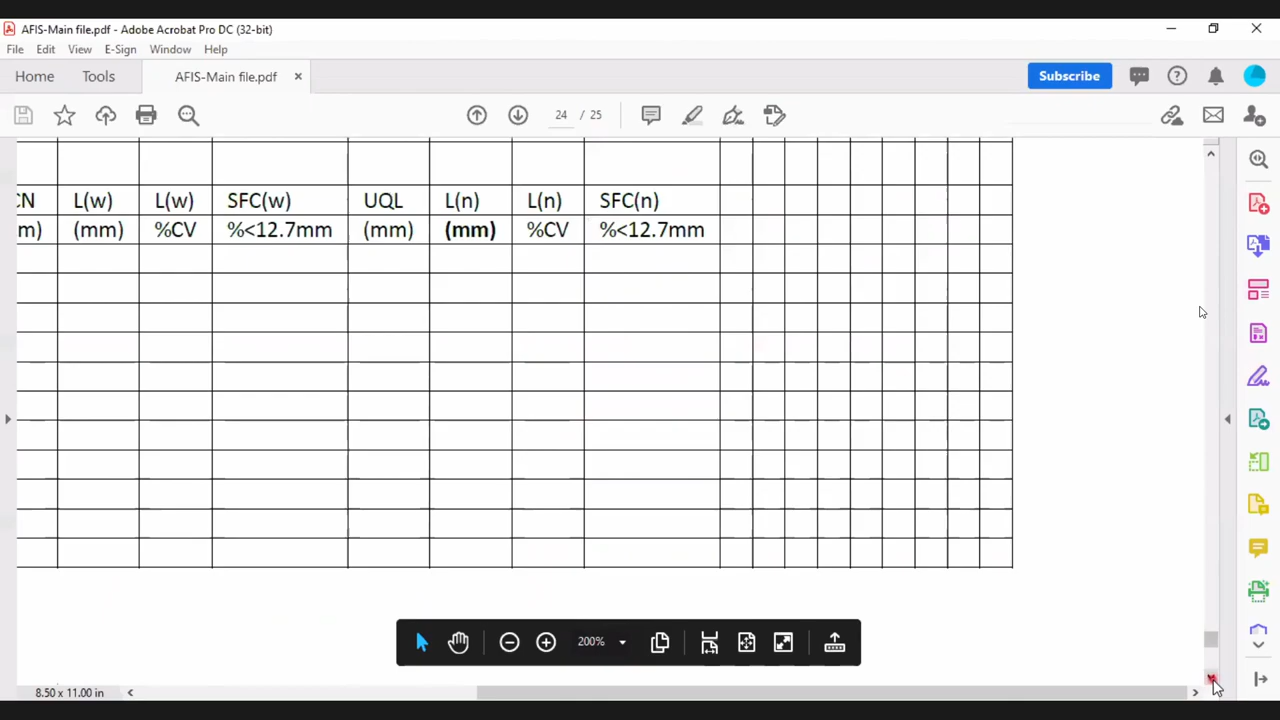 AFIS-Main file.pdf - Adobe Acrobat Pro DC (32-bit)
File Edit View E-Sign Window Help
Home Tools AFIS-Main file.pdf × Subscribe
24 / 25
CN L(w) L(w) SFC(w) UQL L(n) L(n) SFC(n)
m) (mm) %CV %<12.7mm (mm) (mm) %CV %<12.7mm
200%
8.50 x 11.00 in